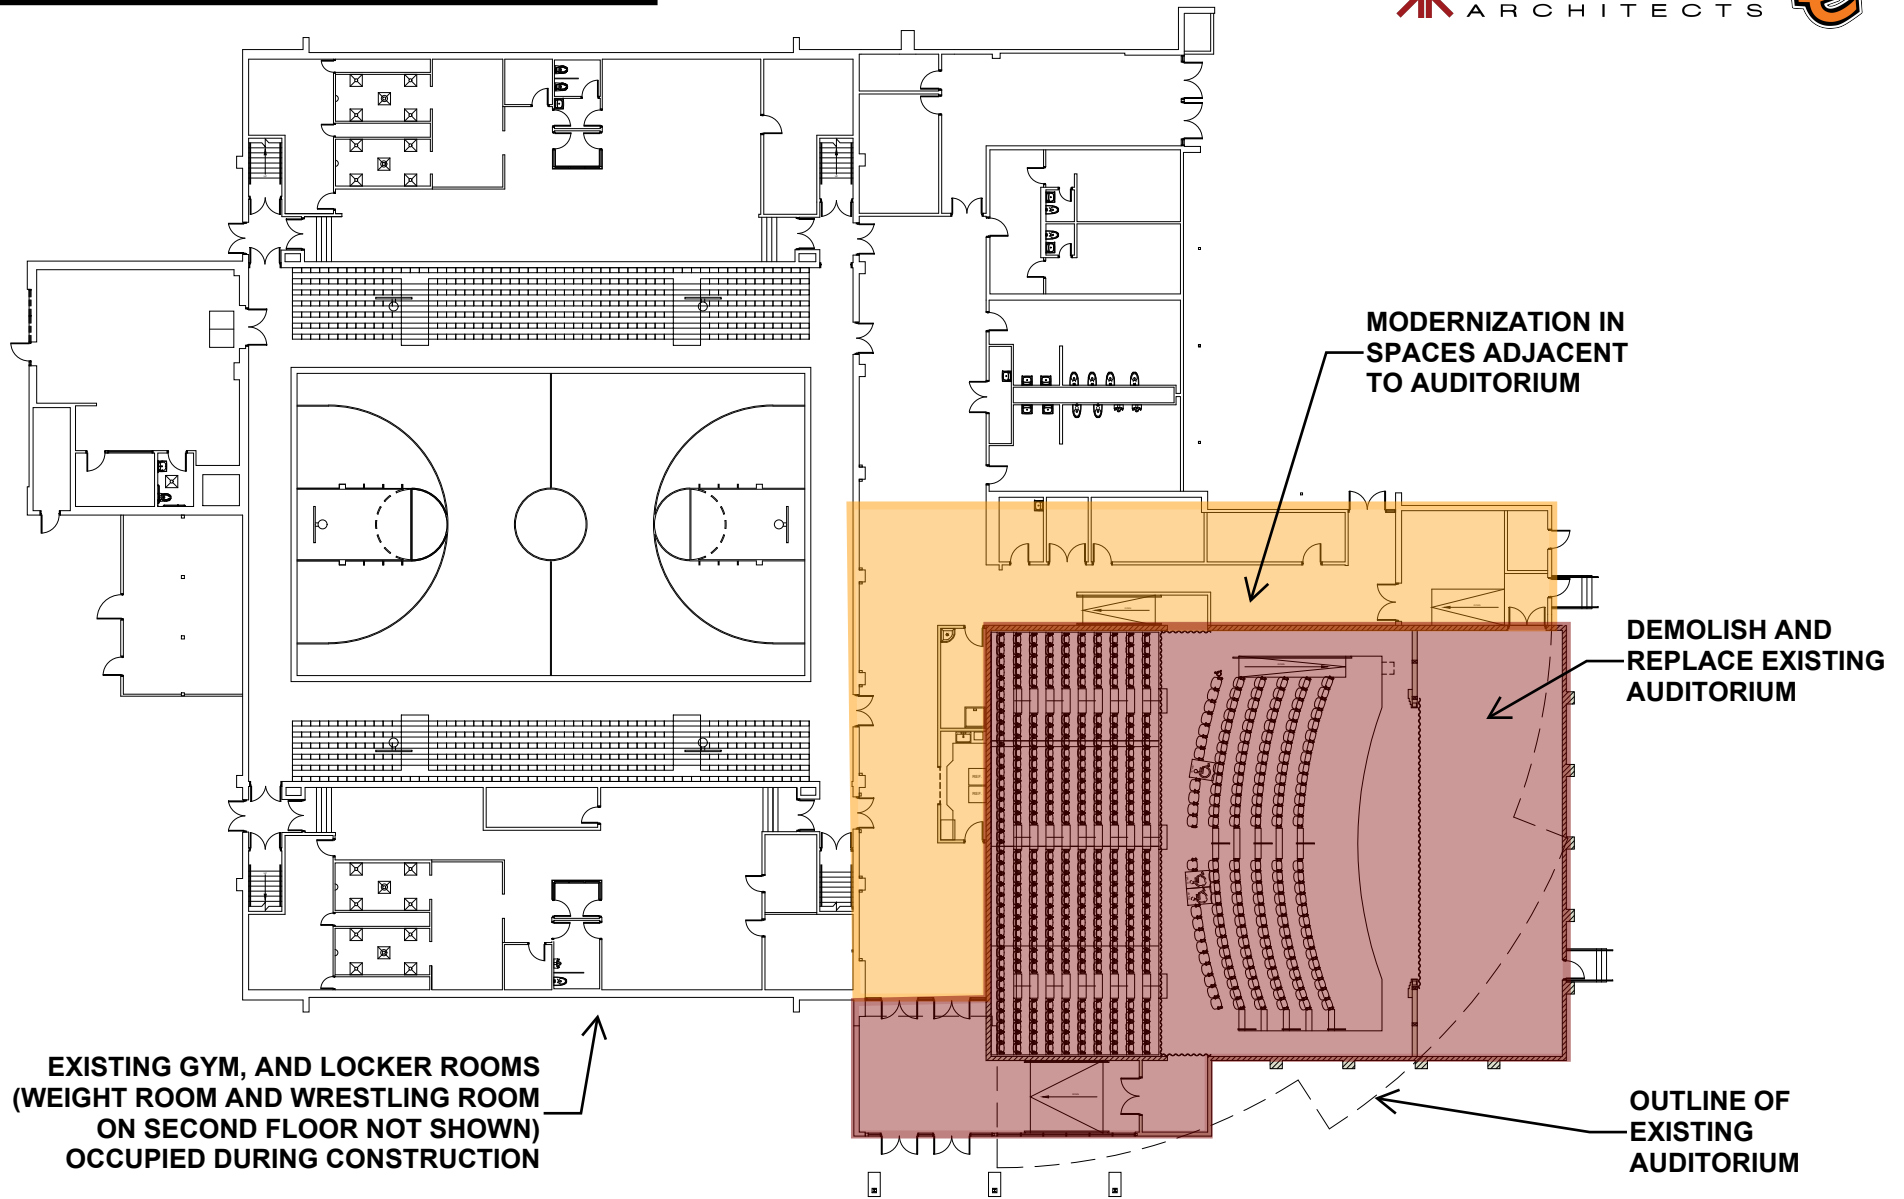 ARCHITECTS
MODERNIZATION IN
SPACES ADJACENT
TO AUDITORIUM
DEMOLISH AND
REPLACE EXISTING
AUDITORIUM
EXISTING GYM, AND LOCKER ROOMS
(WEIGHT ROOM AND WRESTLING ROOM
ON SECOND FLOOR NOT SHOWN)
OCCUPIED DURING CONSTRUCTION
OUTLINE OF
EXISTING
AUDITORIUM